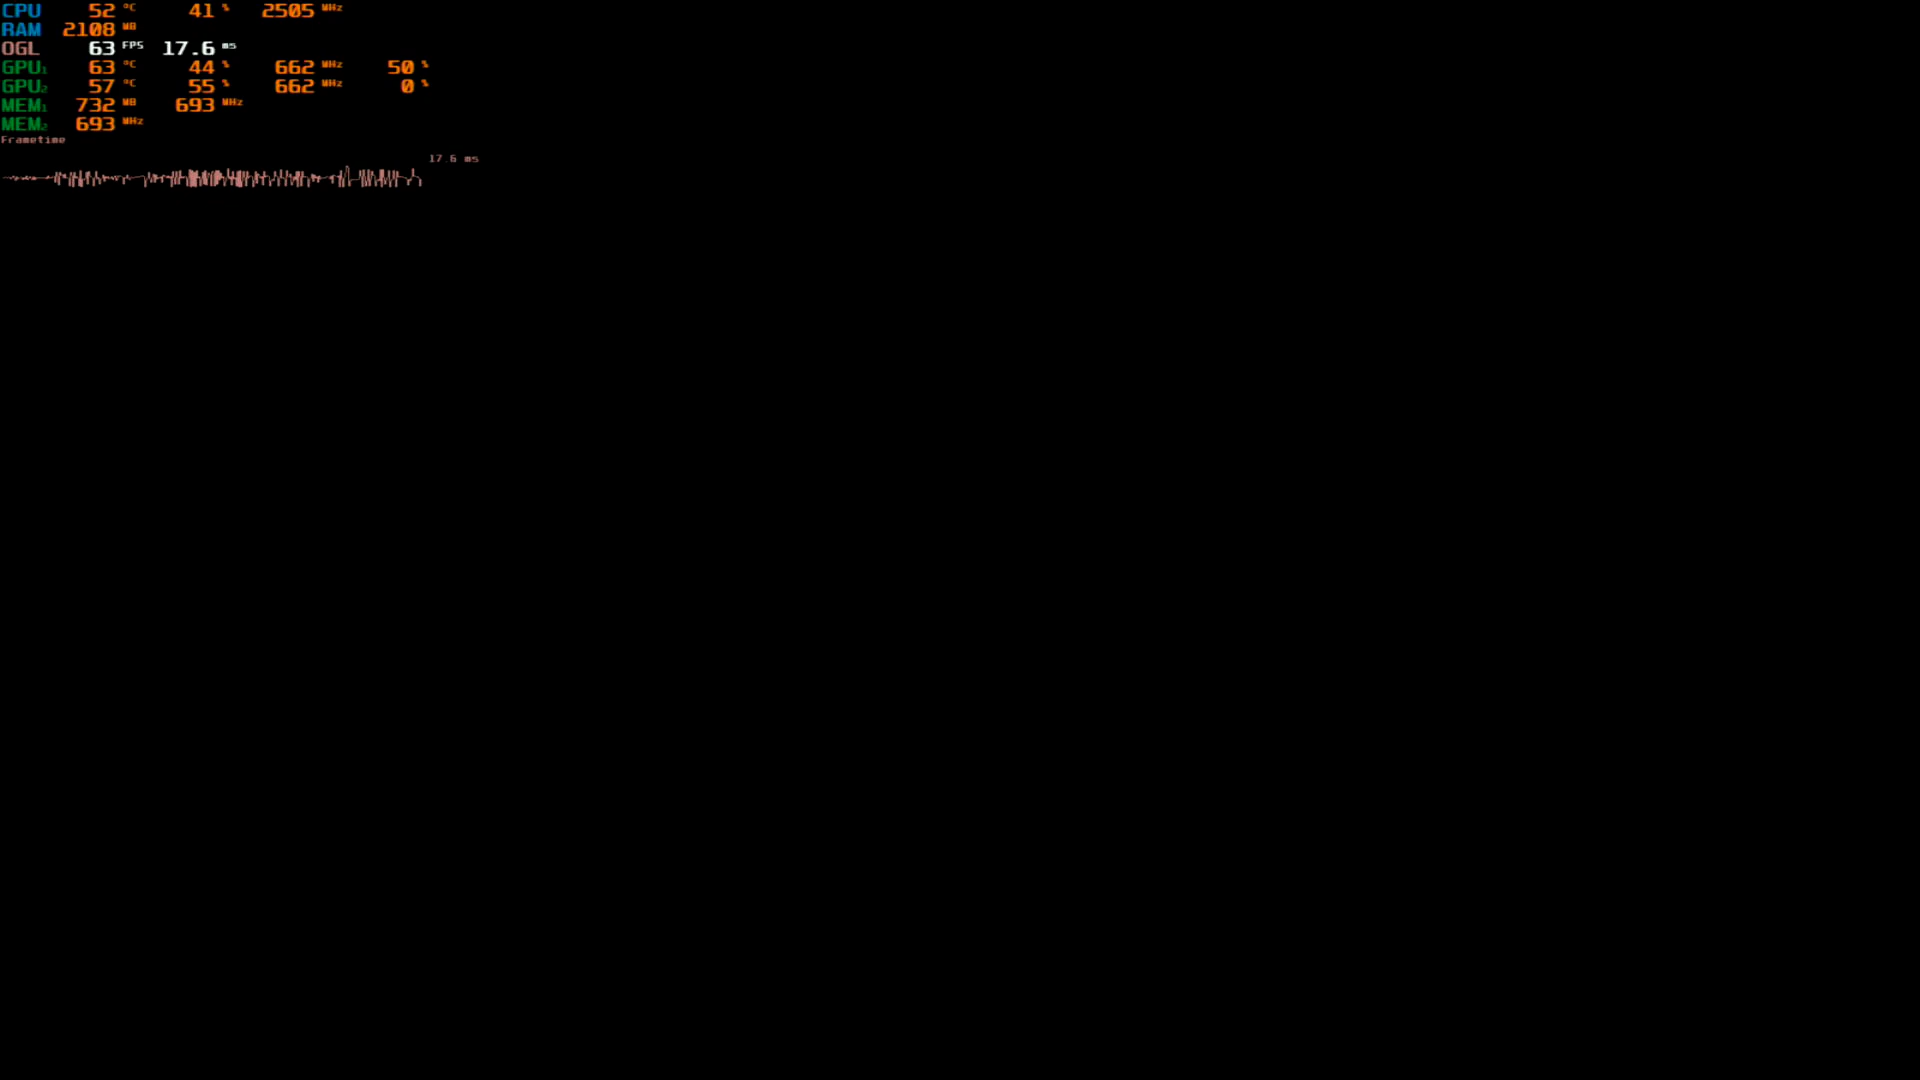 CPU 52 °C 41 % 2505 MHz
RAM 2108 MB
OGL 63 FPS 17.6 ms
GPU1 63 °C 44 % 662 MHz 50 %
GPU2 57 °C 55 % 662 MHz 0 %
MEM1 732 MB 693 MHz
MEM2 693 MHz
Frametime
17.6 ms